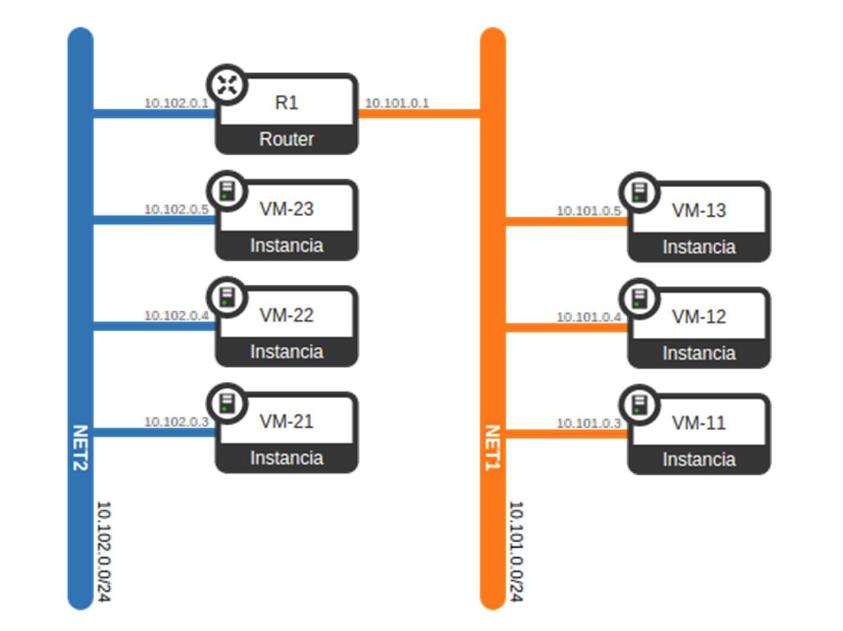 10.102.0.1
R1
10.101.0.1
Router
10.102.0.5
VM-23
Instancia
10.101.0.5
VM-13
Instancia
10.102.0.4
VM-22
Instancia
10.101.0.4
VM-12
Instancia
10.102.0.3
VM-21
Instancia
10.101.0.3
VM-11
Instancia
NET2
10.102.0.0/24
NET1
10.101.0.0/24